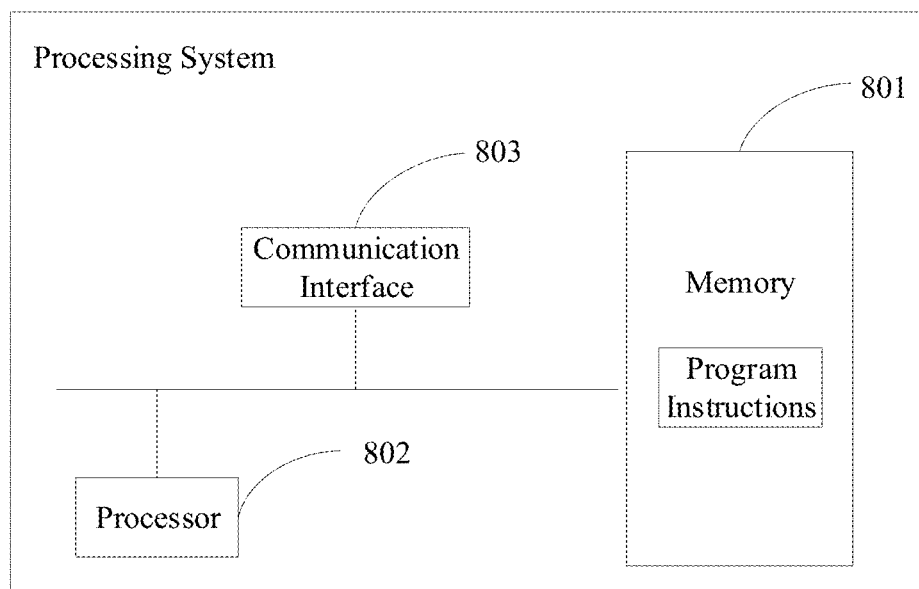 Processing System
801
803
Communication
Interface
Memory
Program
Instructions
802
Processor